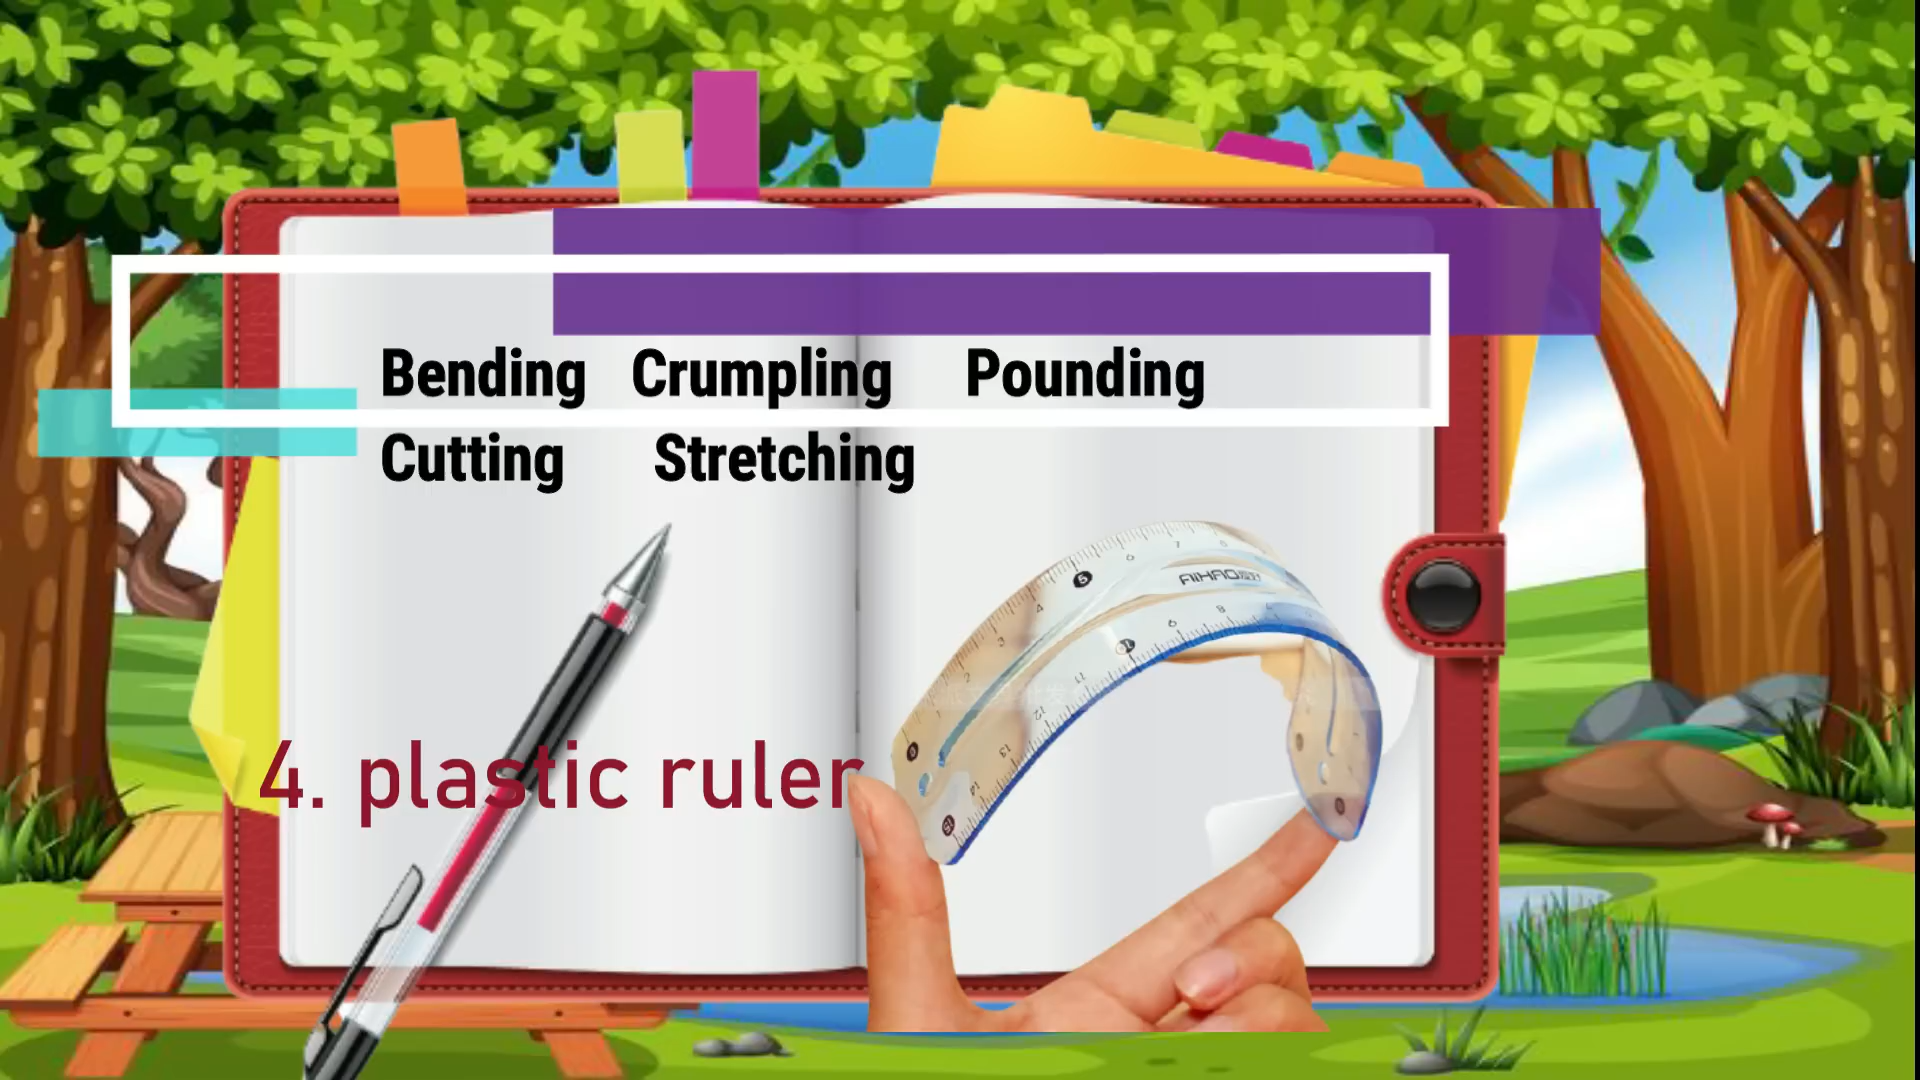 Bending Crumpling Pounding
Cutting Stretching
4. plastic ruler
AIHAO